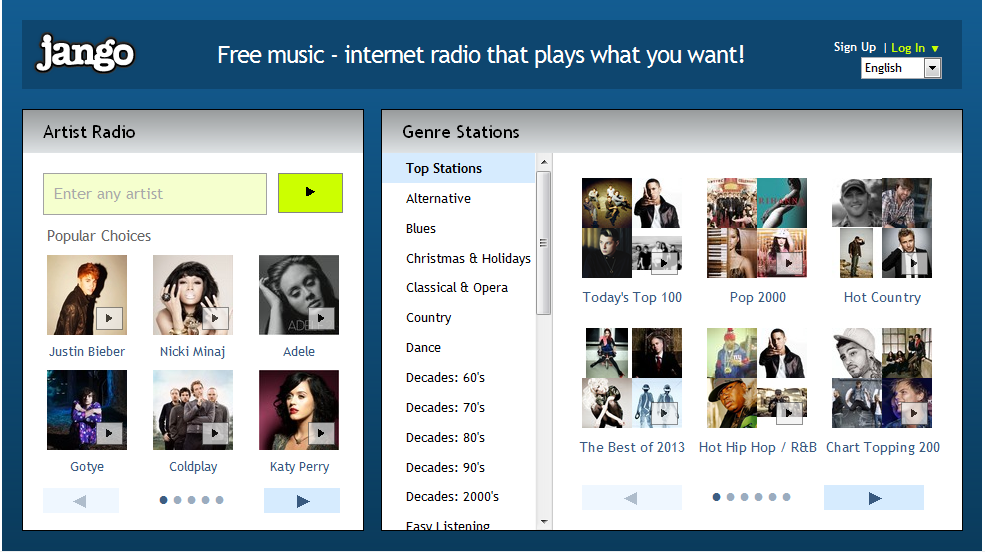 jango
Free music - internet radio that plays what you want!
Sign Up | Log In ▼
English
Artist Radio
Enter any artist
Popular Choices
ADELE
Justin Bieber
Nicki Minaj
Adele
Gotye
Coldplay
Katy Perry
Genre Stations
Top Stations
Alternative
Blues
Christmas & Holidays
Classical & Opera
Country
Dance
Decades: 60's
Decades: 70's
Decades: 80's
Decades: 90's
Decades: 2000's
Easy Listening
RIHANNA
Today's Top 100
Pop 2000
Hot Country
The Best of 2013
Hot Hip Hop / R&B
Chart Topping 200